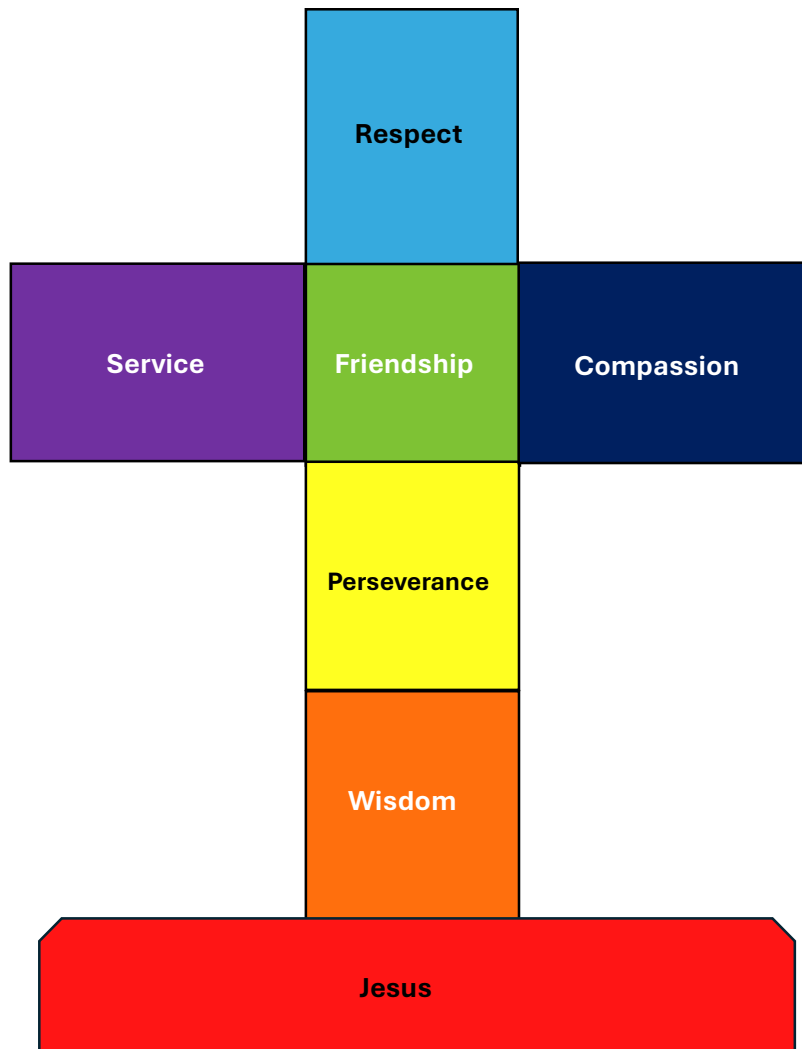 Respect
Service
Friendship
Compassion
Perseverance
Wisdom
Jesus